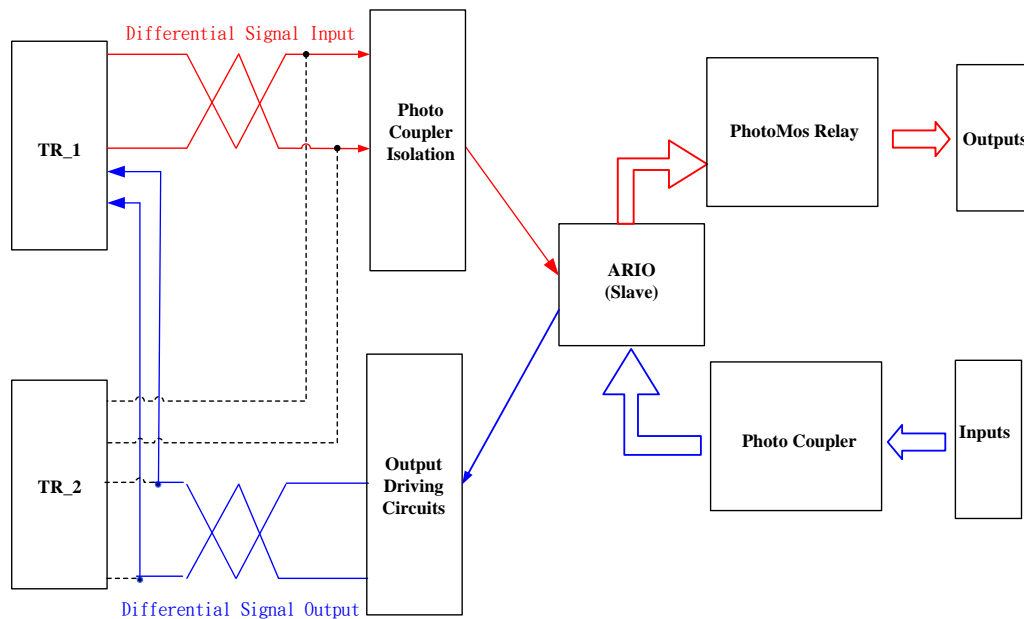 Differential Signal Input
TR_1
Photo
Coupler
Isolation
PhotoMos Relay
Outputs
ARIO
(Slave)
TR_2
Output
Driving
Circuits
Photo Coupler
Inputs
Differential Signal Output